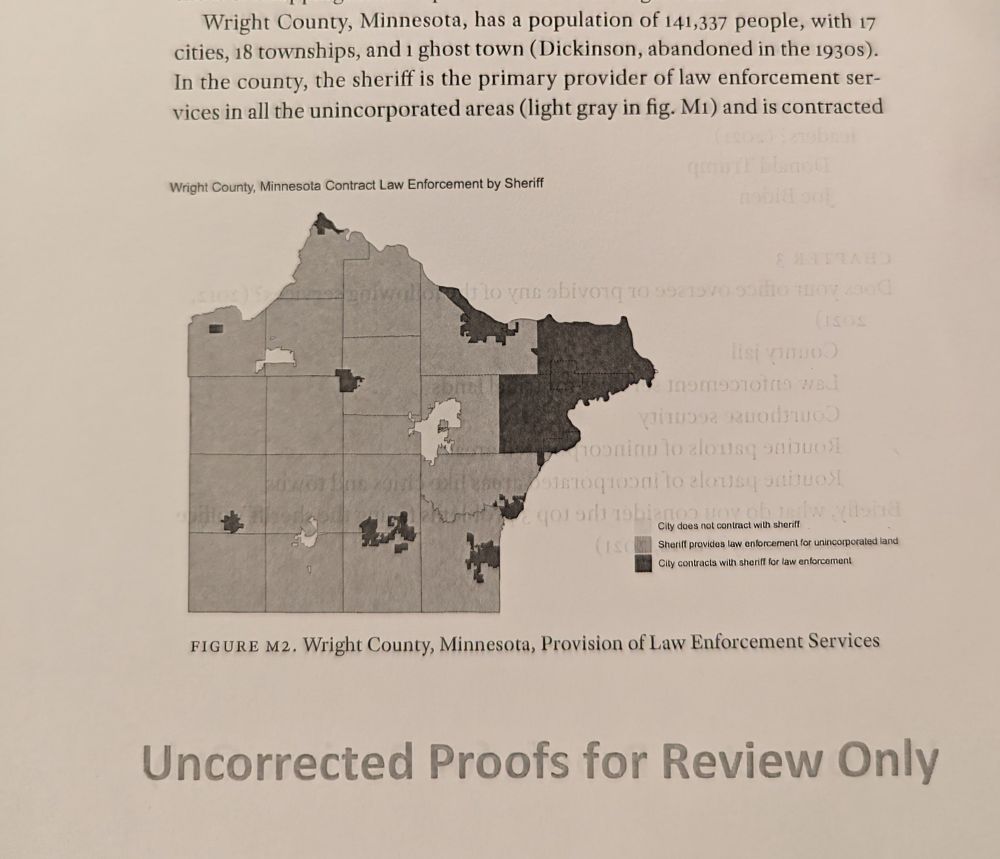 Wright County, Minnesota, has a population of 141,337 people, with 17
cities, 18 townships, and 1 ghost town (Dickinson, abandoned in the 1930s).
In the county, the sheriff is the primary provider of law enforcement ser-
vices in all the unincorporated areas (light gray in fig. M1) and is contracted
Wright County, Minnesota Contract Law Enforcement by Sheriff
City does not contract with sheriff
Sheriff provides law enforcement for unincorporated land
City contracts with sheriff for law enforcement
FIGURE M2. Wright County, Minnesota, Provision of Law Enforcement Services
Uncorrected Proofs for Review Only